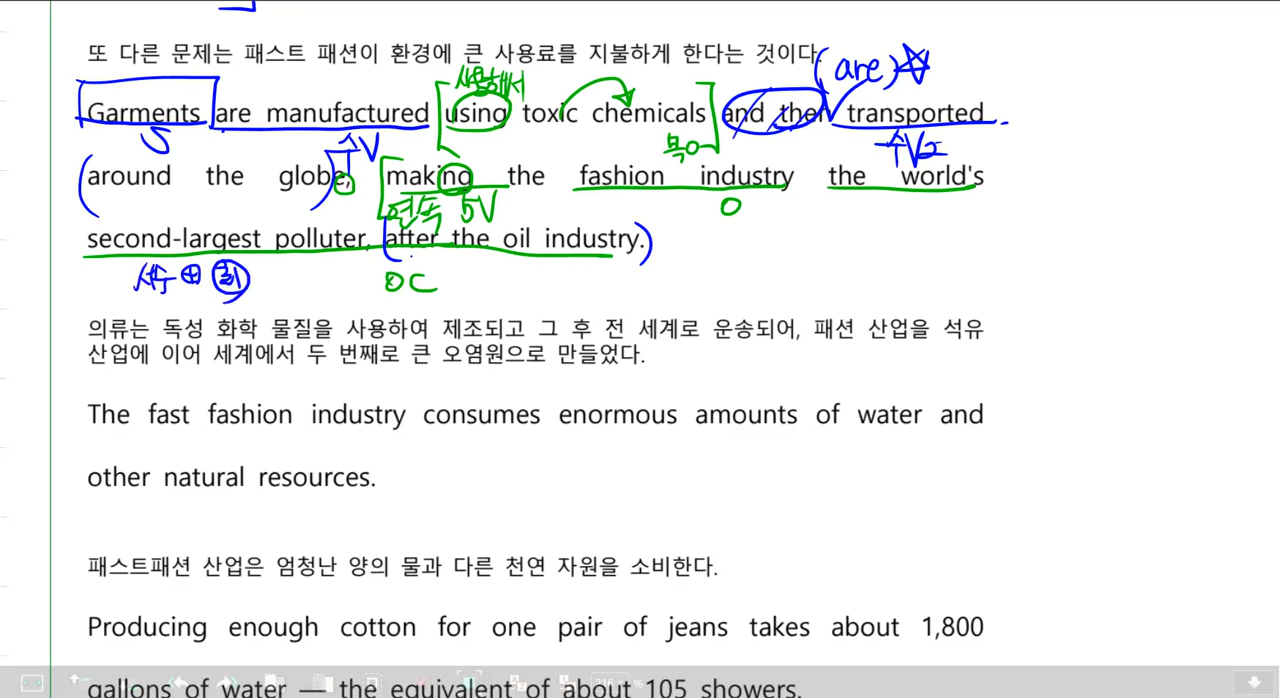 또 다른 문제는 패스트 패션이 환경에 큰 사용료를 지불하게 한다는 것이다.
(are)☆
사용해서
Garments are manufactured using toxic chemicals and then transported
S 수V 목O 수V2
around the globe, making the fashion industry the world's
연속 5V O
second-largest polluter, after the oil industry.
서수 + 최
OC
의류는 독성 화학 물질을 사용하여 제조되고 그 후 전 세계로 운송되어, 패션 산업을 석유
산업에 이어 세계에서 두 번째로 큰 오염원으로 만들었다.
The fast fashion industry consumes enormous amounts of water and
other natural resources.
패스트패션 산업은 엄청난 양의 물과 다른 천연 자원을 소비한다.
Producing enough cotton for one pair of jeans takes about 1,800
gallons of water — the equivalent of about 105 showers.